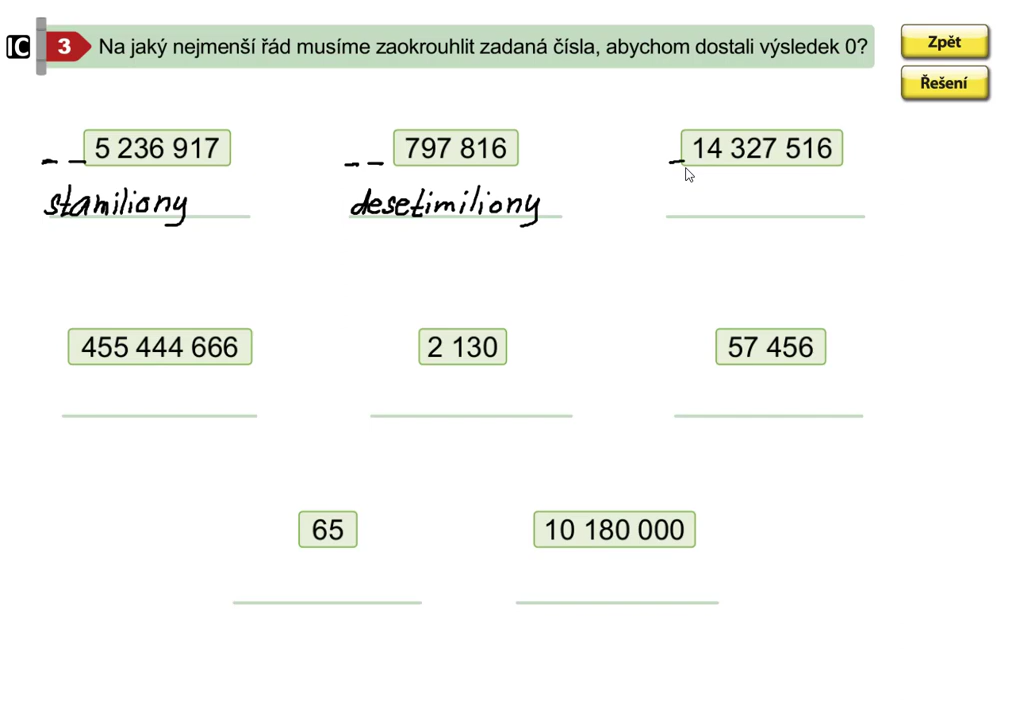 IC 3 Na jaký nejmenší řád musíme zaokrouhlit zadaná čísla, abychom dostali výsledek 0? Zpět
Řešení
_ _ 5 236 917 _ _ 797 816 _ 14 327 516
stamiliony desetimiliony
455 444 666 2 130 57 456
65 10 180 000